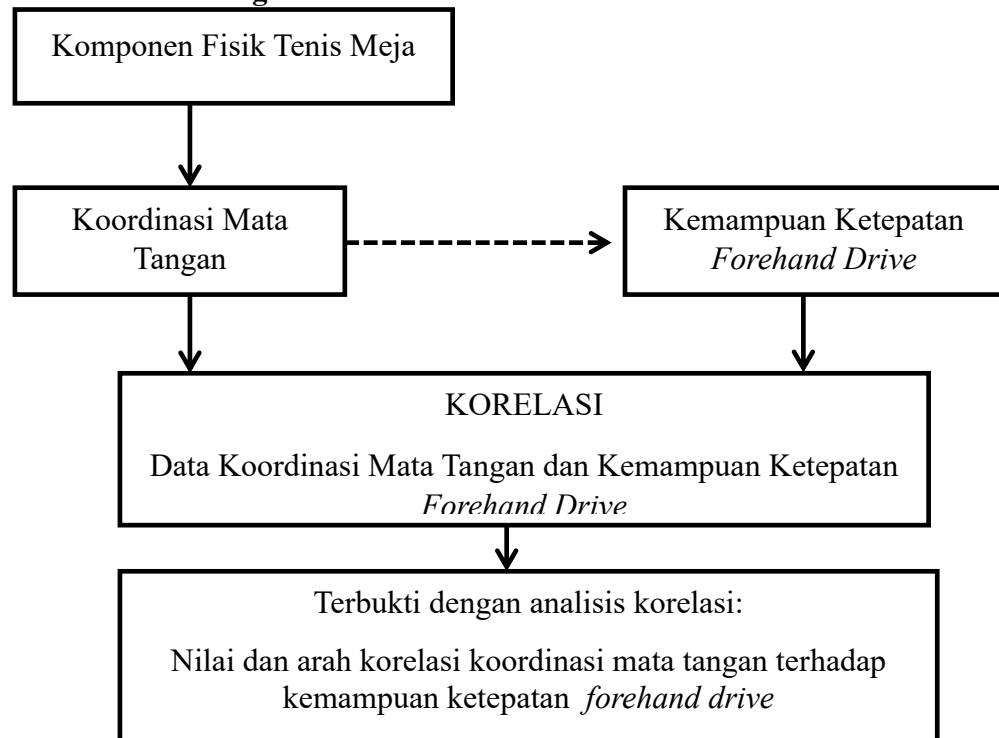 Komponen Fisik Tenis Meja
Koordinasi Mata
Tangan
Kemampuan Ketepatan
Forehand Drive
KORELASI
Data Koordinasi Mata Tangan dan Kemampuan Ketepatan
Forehand Drive
Terbukti dengan analisis korelasi:
Nilai dan arah korelasi koordinasi mata tangan terhadap
kemampuan ketepatan forehand drive